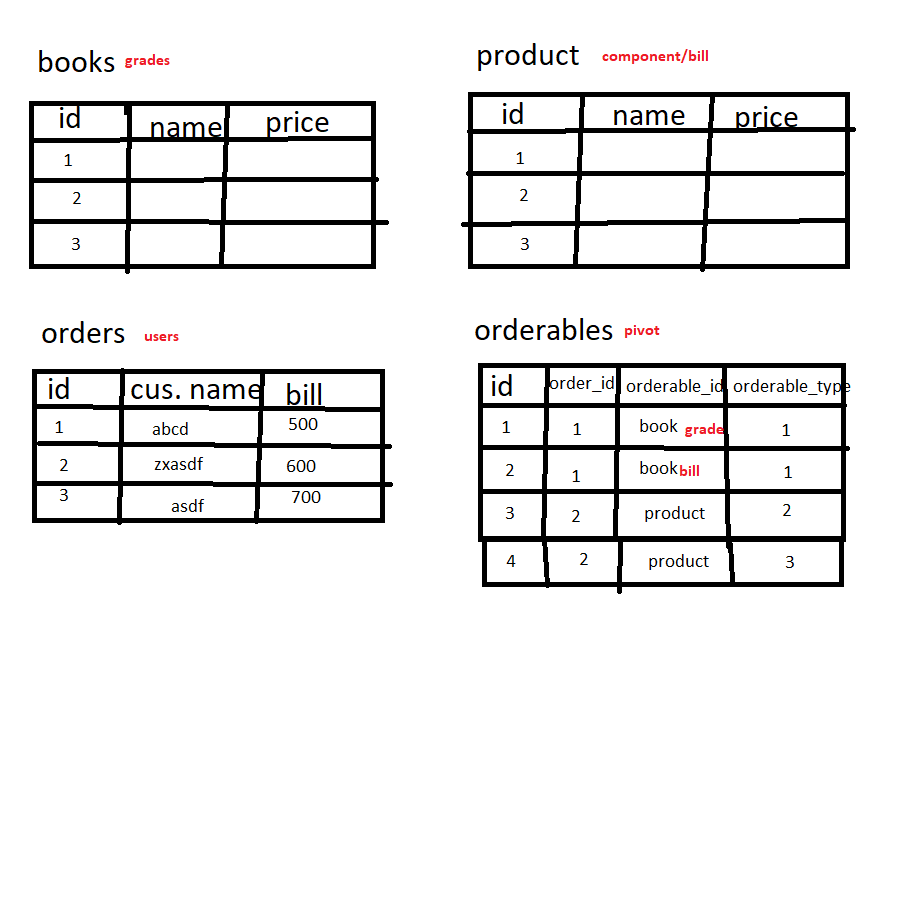 books grades
id name price
1
2
3
product component/bill
id name price
1
2
3
orders users
id cus. name bill
1 abcd 500
2 zxasdf 600
3 asdf 700
orderables pivot
id order_id orderable_id orderable_type
1 1 book grade 1
2 1 book bill 1
3 2 product 2
4 2 product 3